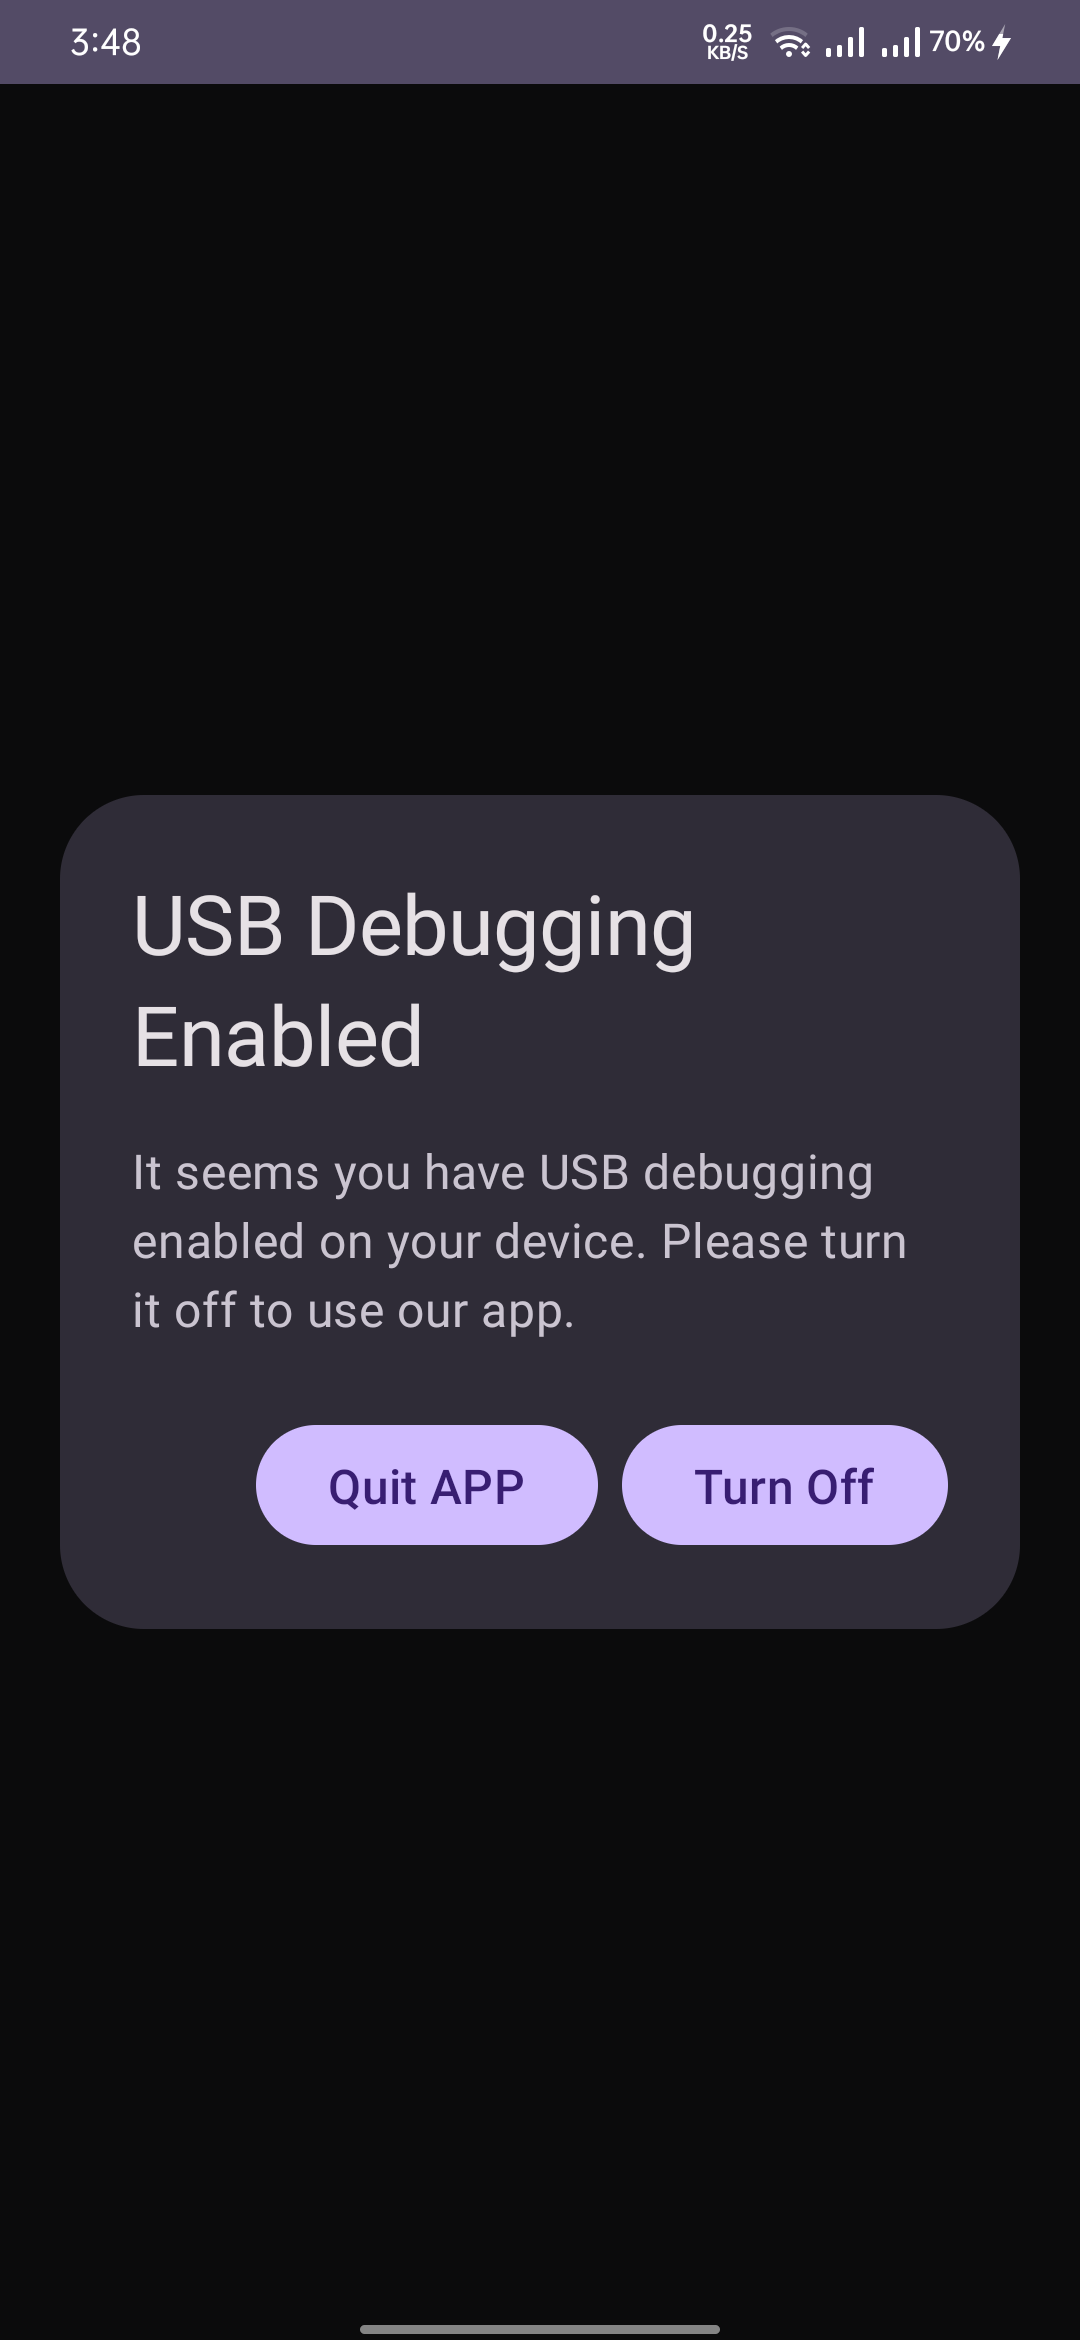 3:48
0.25
KB/S
70%
USB Debugging
Enabled
It seems you have USB debugging
enabled on your device. Please turn
it off to use our app.
Quit APP
Turn Off